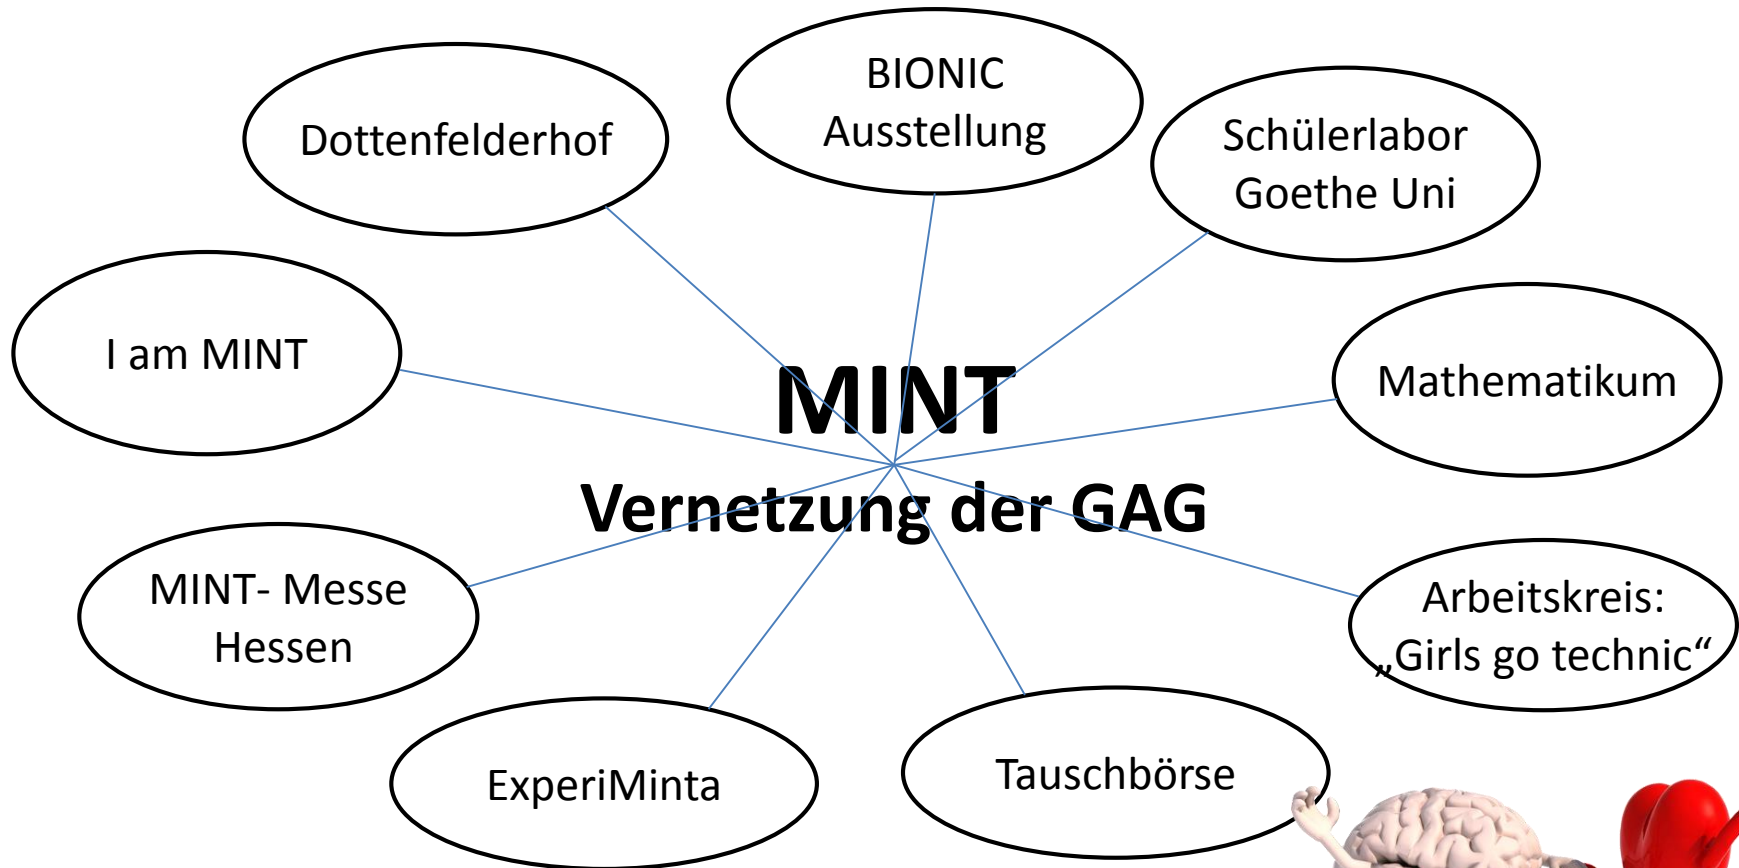 BIONIC
Ausstellung
Dottenfelderhof
Schülerlabor
Goethe Uni
I am MINT
MINT
Mathematikum
Vernetzung der GAG
MINT- Messe
Hessen
Arbeitskreis:
„Girls go technic“
ExperiMinta
Tauschbörse